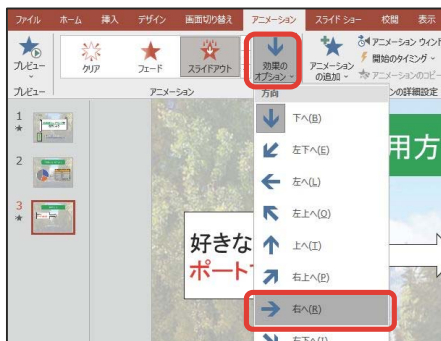 ファイル ホーム 挿入 デザイン 画面切り替え アニメーション スライド ショー 校閲 表示
プレビュー クリア フェード スライドアウト 効果の オプション アニメーション の追加 アニメーション ウィンド
開始のタイミング
アニメーションのコピー
プレビュー アニメーション 方向 の詳細設定
1
下へ(B)
2
左下へ(E)
用方
左へ(L)
3
左上へ(O)
好きな
上へ(T)
ポート
右上へ(P)
右へ(R)
右下へ(I)